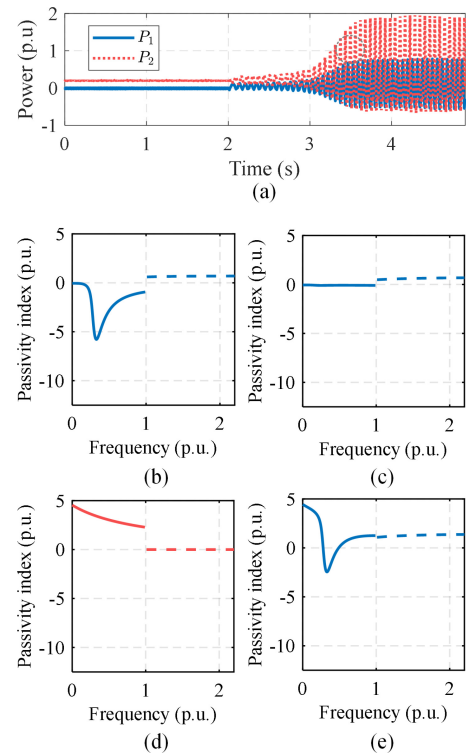 Power (p.u)
2
1
0
-1
P1
P2
0
1
2
3
4
Time (s)
(a)
Passivity index (p.u.)
5
0
-5
-10
0
1
2
Frequency (p.u.)
(b)
Passivity index (p.u.)
5
0
-5
-10
0
1
2
Frequency (p.u.)
(c)
Passivity index (p.u.)
5
0
-5
-10
0
1
2
Frequency (p.u.)
(d)
Passivity index (p.u.)
5
0
-5
-10
0
1
2
Frequency (p.u.)
(e)